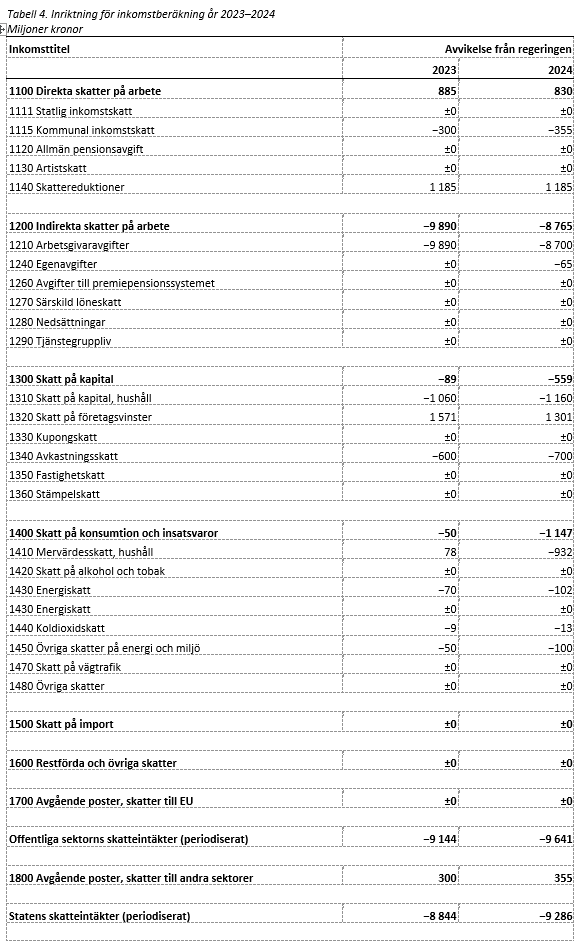 Tabell 4. Inriktning för inkomstberäkning år 2023–2024
Miljoner kronor
Inkomsttitel Avvikelse från regeringen
2023 2024
1100 Direkta skatter på arbete 885 830
1111 Statlig inkomstskatt ±0 ±0
1115 Kommunal inkomstskatt −300 −355
1120 Allmän pensionsavgift ±0 ±0
1130 Artistskatt ±0 ±0
1140 Skattereduktioner 1 185 1 185
1200 Indirekta skatter på arbete −9 890 −8 765
1210 Arbetsgivaravgifter −9 890 −8 700
1240 Egenavgifter ±0 −65
1260 Avgifter till premiepensionssystemet ±0 ±0
1270 Särskild löneskatt ±0 ±0
1280 Nedsättningar ±0 ±0
1290 Tjänstegruppliv ±0 ±0
1300 Skatt på kapital −89 −559
1310 Skatt på kapital, hushåll −1 060 −1 160
1320 Skatt på företagsvinster 1 571 1 301
1330 Kupongskatt ±0 ±0
1340 Avkastningsskatt −600 −700
1350 Fastighetskatt ±0 ±0
1360 Stämpelskatt ±0 ±0
1400 Skatt på konsumtion och insatsvaror −50 −1 147
1410 Mervärdesskatt, hushåll 78 −932
1420 Skatt på alkohol och tobak ±0 ±0
1430 Energiskatt −70 −102
1430 Energiskatt ±0 ±0
1440 Koldioxidskatt −9 −13
1450 Övriga skatter på energi och miljö −50 −100
1470 Skatt på vägtrafik ±0 ±0
1480 Övriga skatter ±0 ±0
1500 Skatt på import ±0 ±0
1600 Restförda och övriga skatter ±0 ±0
1700 Avgående poster, skatter till EU ±0 ±0
Offentliga sektorns skatteintäkter (periodiserat) −9 144 −9 641
1800 Avgående poster, skatter till andra sektorer 300 355
Statens skatteintäkter (periodiserat) −8 844 −9 286